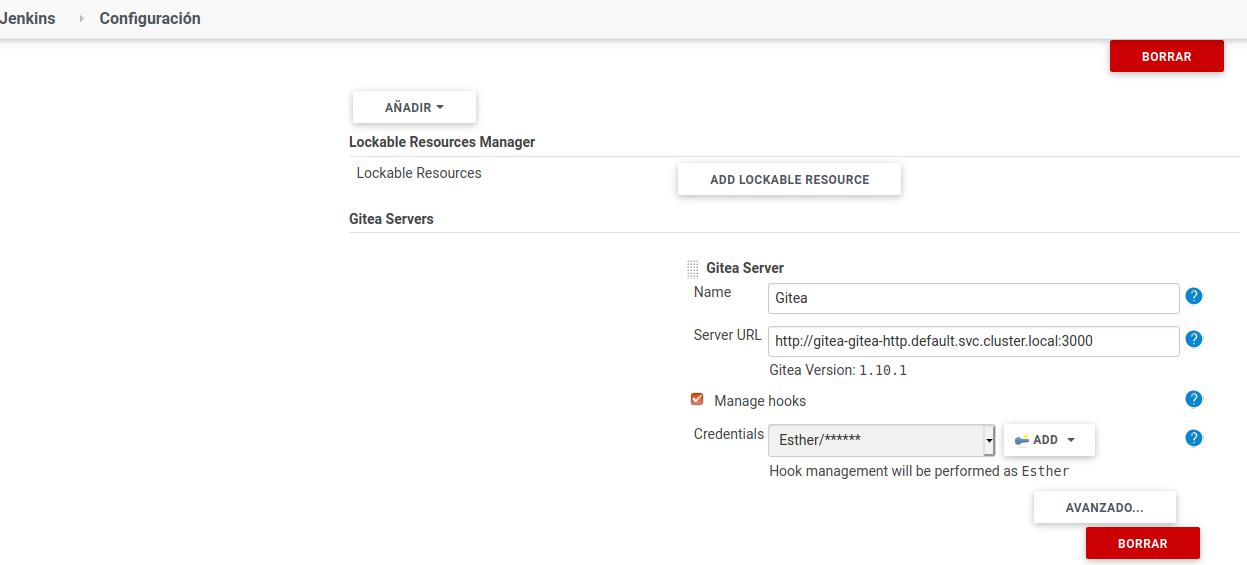 Jenkins Configuración
BORRAR
AÑADIR
Lockable Resources Manager
Lockable Resources ADD LOCKABLE RESOURCE
Gitea Servers
Gitea Server
Name Gitea ?
Server URL http://gitea-gitea-http.default.svc.cluster.local:3000 ?
Gitea Version: 1.10.1
Manage hooks ?
Credentials Esther/****** ADD ?
Hook management will be performed as Esther
AVANZADO...
BORRAR